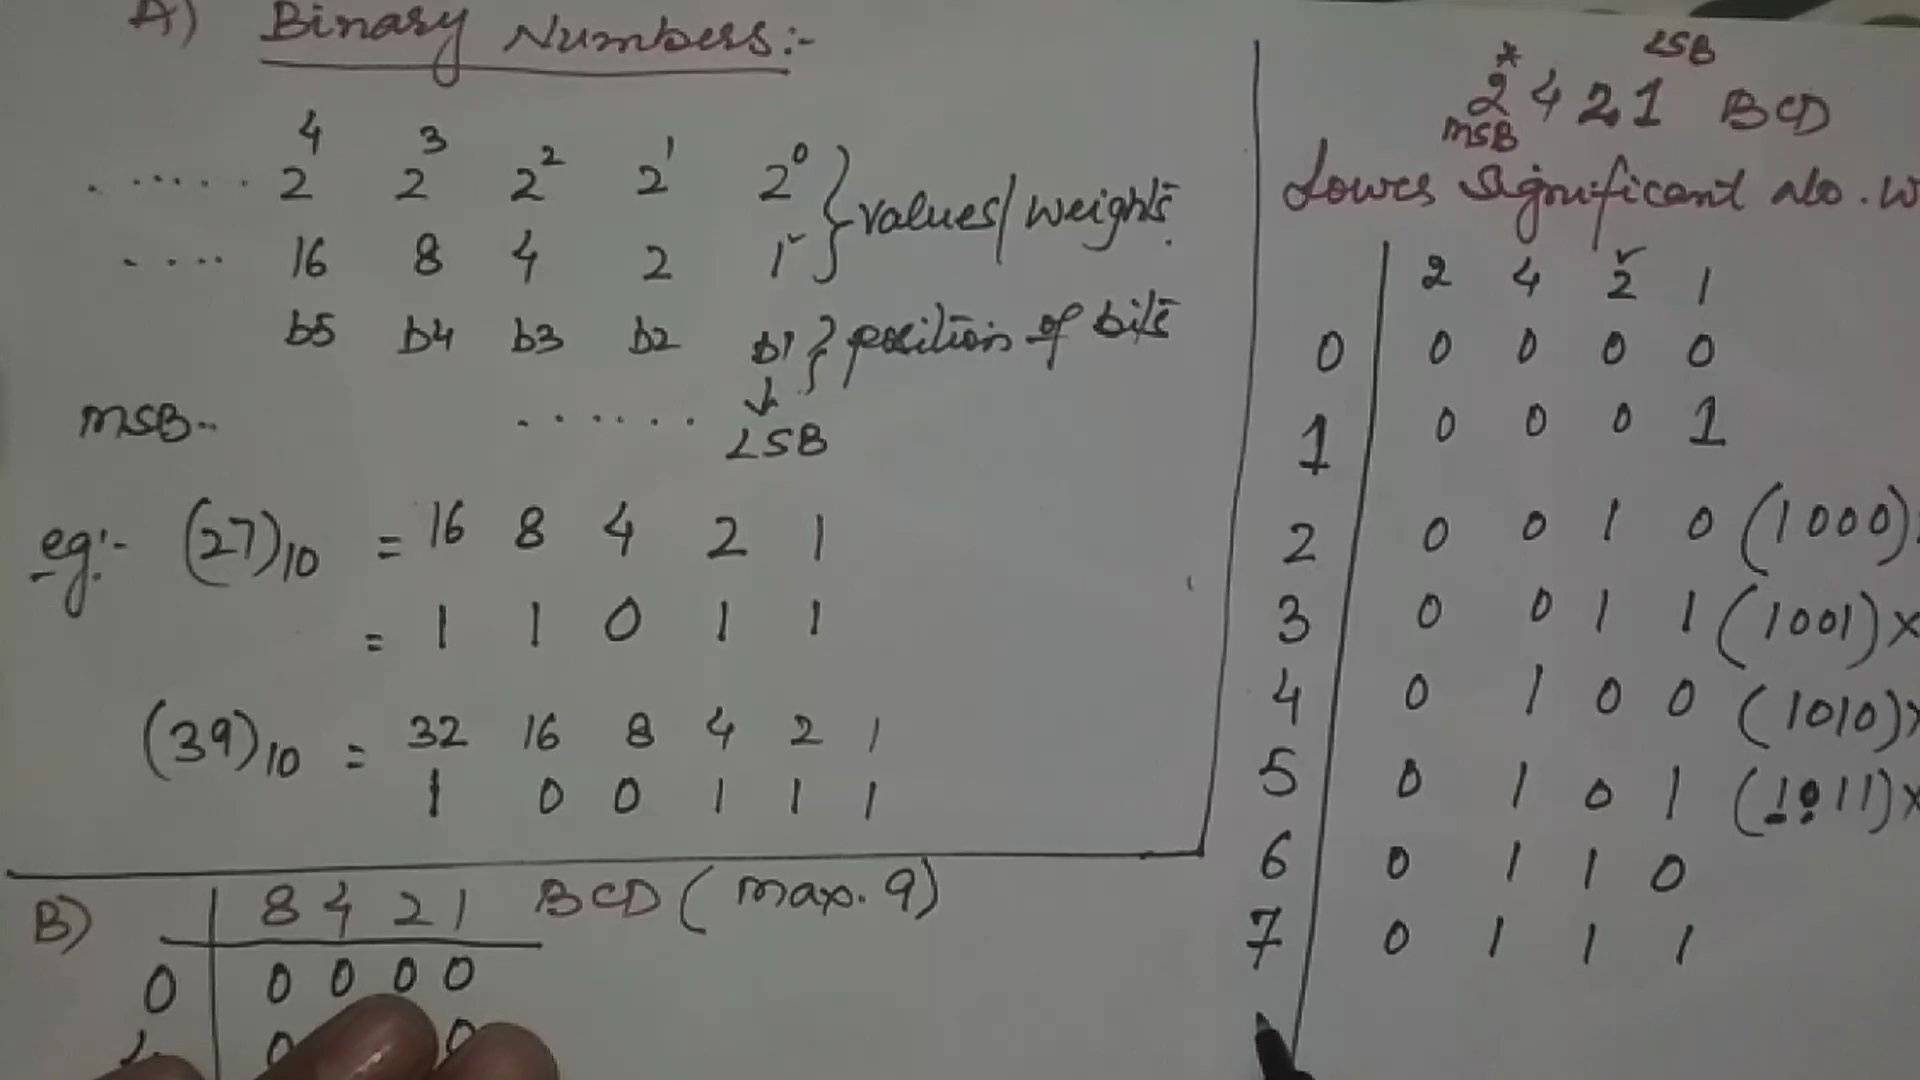 A) Binary Numbers:-
...... 2^4 2^3 2^2 2^1 2^0 } values/weights
.... 16 8 4 2 1
b5 b4 b3 b2 b1 } position of bits
MSB.. ...... LSB
eg:- (27)10 = 16 8 4 2 1
= 1 1 0 1 1
(39)10 = 32 16 8 4 2 1
1 0 0 1 1 1
B) 8 4 2 1 BCD (max. 9)
0 0 0 0 0
LSB
2* 4 2 1 BCD
MSB
Lower Significant no. w
2 4 2 1
0 0 0 0 0
1 0 0 0 1
2 0 0 1 0 (1000)
3 0 0 1 1 (1001) x
4 0 1 0 0 (1010) x
5 0 1 0 1 (1011) x
6 0 1 1 0
7 0 1 1 1